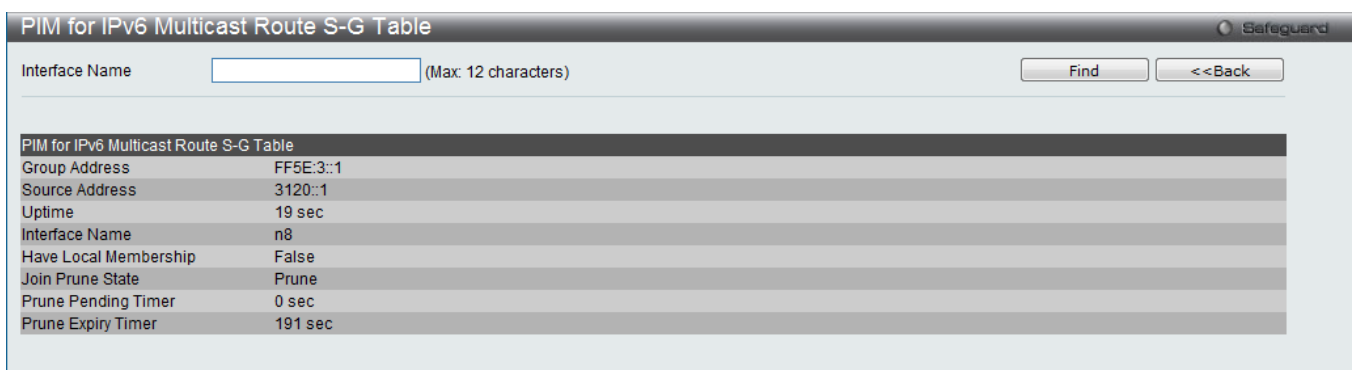 PIM for IPv6 Multicast Route S-G Table
Safeguard
Interface Name (Max: 12 characters) Find <<Back
PIM for IPv6 Multicast Route S-G Table
Group Address FF5E:3::1
Source Address 3120::1
Uptime 19 sec
Interface Name n8
Have Local Membership False
Join Prune State Prune
Prune Pending Timer 0 sec
Prune Expiry Timer 191 sec